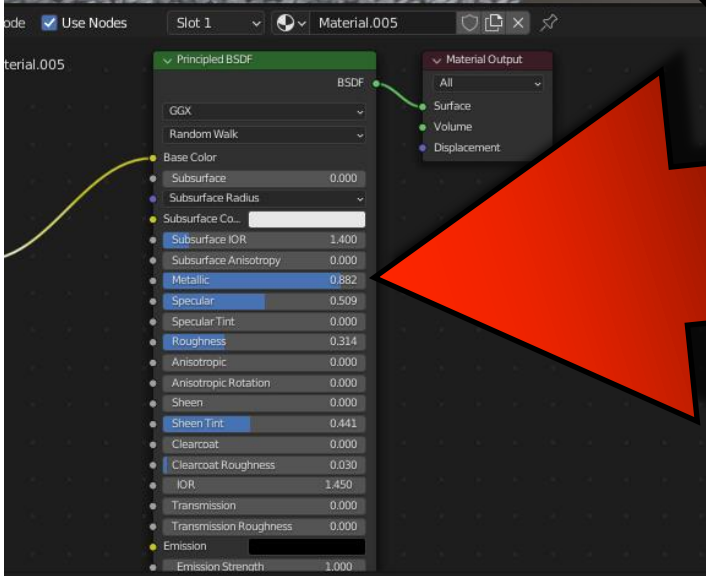 ode Use Nodes Slot 1 Material.005
terial.005
Principled BSDF
BSDF
GGX
Random Walk
Base Color
Subsurface 0.000
Subsurface Radius
Subsurface Co...
Subsurface IOR 1.400
Subsurface Anisotropy 0.000
Metallic 0.882
Specular 0.509
Specular Tint 0.000
Roughness 0.314
Anisotropic 0.000
Anisotropic Rotation 0.000
Sheen 0.000
Sheen Tint 0.441
Clearcoat 0.000
Clearcoat Roughness 0.030
IOR 1.450
Transmission 0.000
Transmission Roughness 0.000
Emission
Emission Strength 1.000
Material Output
All
Surface
Volume
Displacement